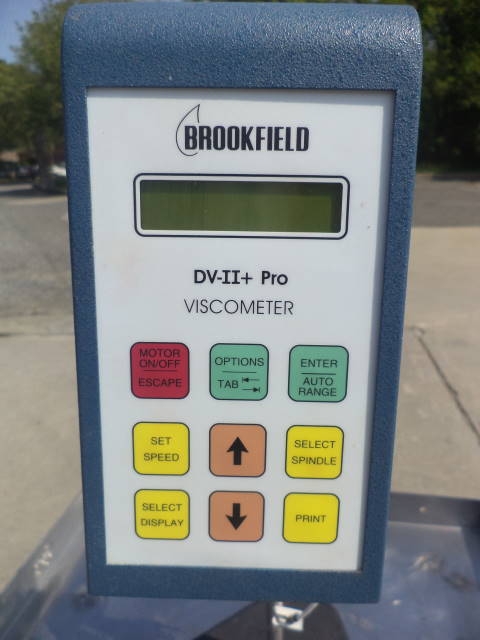 BROOKFIELD
DV-II+ Pro
VISCOMETER
MOTOR
ON/OFF
ESCAPE
OPTIONS
TAB
ENTER
AUTO
RANGE
SET
SPEED
SELECT
SPINDLE
SELECT
DISPLAY
PRINT